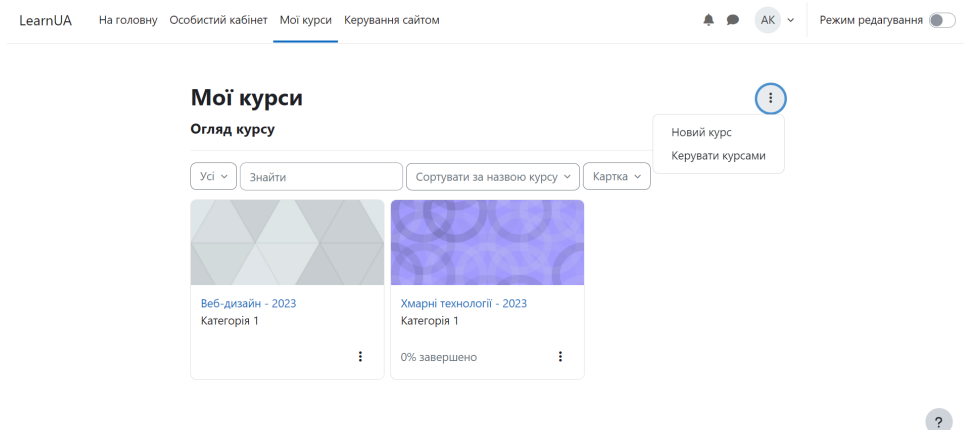 LearnUA На головну Особистий кабінет Мої курси Керування сайтом АК Режим редагування
Мої курси
Огляд курсу
Новий курс
Керувати курсами
Усі Знайти Сортувати за назвою курсу Картка
Веб-дизайн - 2023
Категорія 1
Хмарні технології - 2023
Категорія 1
0% завершено
?